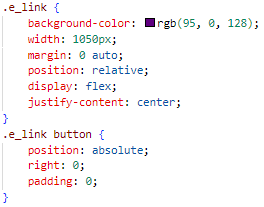 .e_link {
    background-color: rgb(95, 0, 128);
    width: 1050px;
    margin: 0 auto;
    position: relative;
    display: flex;
    justify-content: center;
}
.e_link button {
    position: absolute;
    right: 0;
    padding: 0;
}